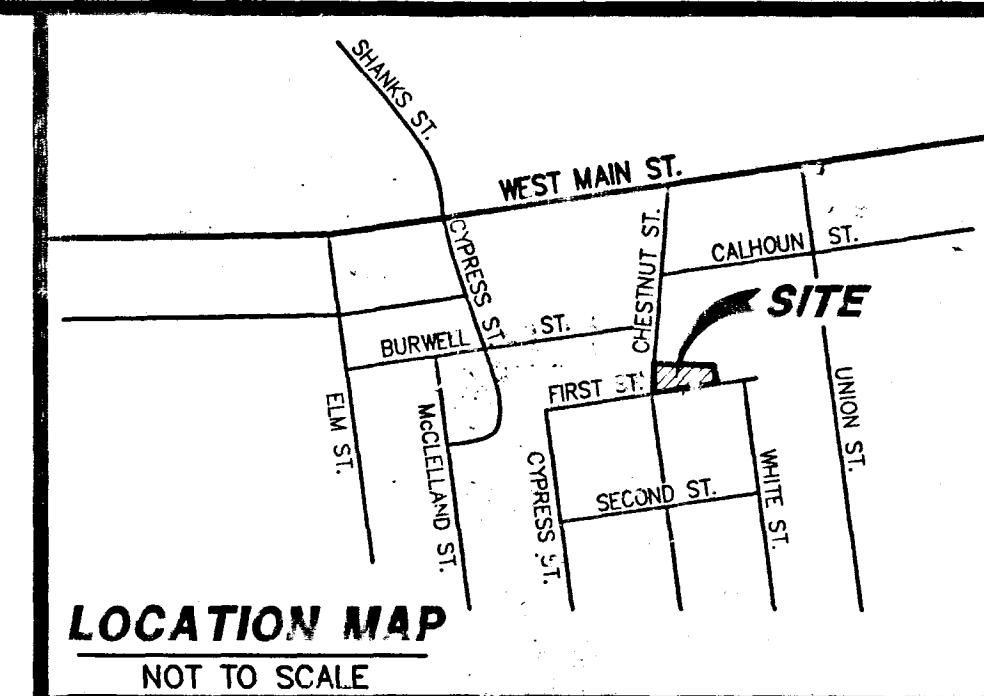 SHANKS ST.
WEST MAIN ST.
CYPRESS ST.
CHESTNUT ST.
CALHOUN ST.
SITE
BURWELL ST.
ELM ST.
McCLELLAND ST.
FIRST ST.
UNION ST.
CYPRESS ST.
SECOND ST.
WHITE ST.
LOCATION MAP
NOT TO SCALE